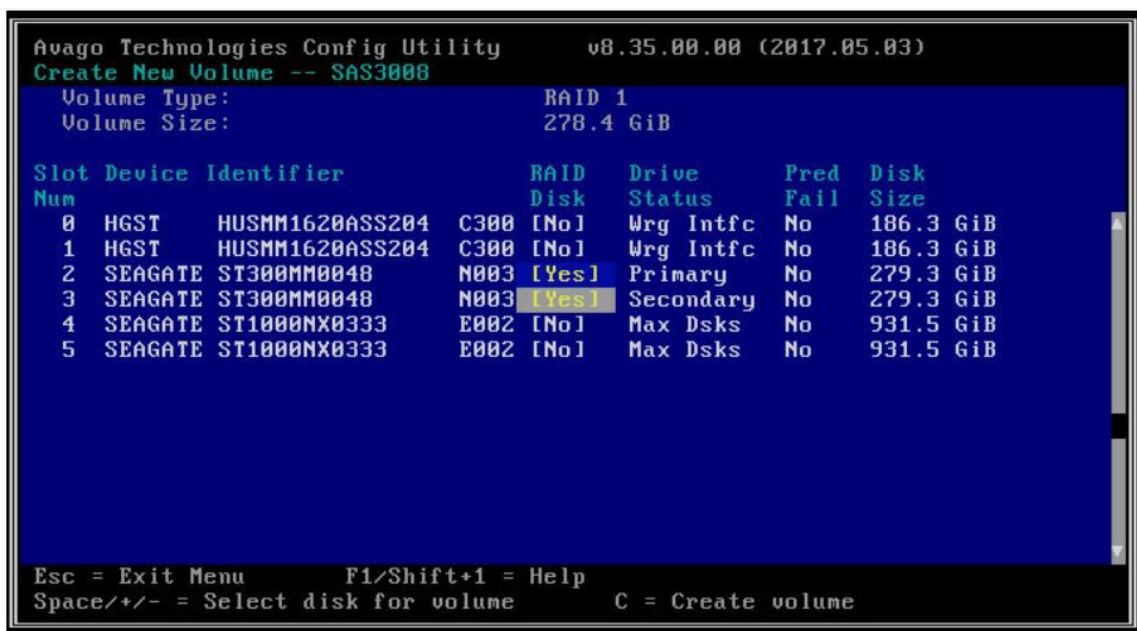 Avago Technologies Config Utility v8.35.00.00 (2017.05.03)
Create New Volume -- SAS3008
Volume Type: RAID 1
Volume Size: 278.4 GiB
Slot Device Identifier RAID Drive Pred Disk
Num Disk Status Fail Size
0 HGST HUSMM1620ASS204 C300 [No] Wrg Intfc No 186.3 GiB
1 HGST HUSMM1620ASS204 C300 [No] Wrg Intfc No 186.3 GiB
2 SEAGATE ST300MM0048 N003 [Yes] Primary No 279.3 GiB
3 SEAGATE ST300MM0048 N003 [Yes] Secondary No 279.3 GiB
4 SEAGATE ST1000NX0333 E002 [No] Max Dsks No 931.5 GiB
5 SEAGATE ST1000NX0333 E002 [No] Max Dsks No 931.5 GiB
Esc = Exit Menu F1/Shift+1 = Help
Space/+/- = Select disk for volume C = Create volume